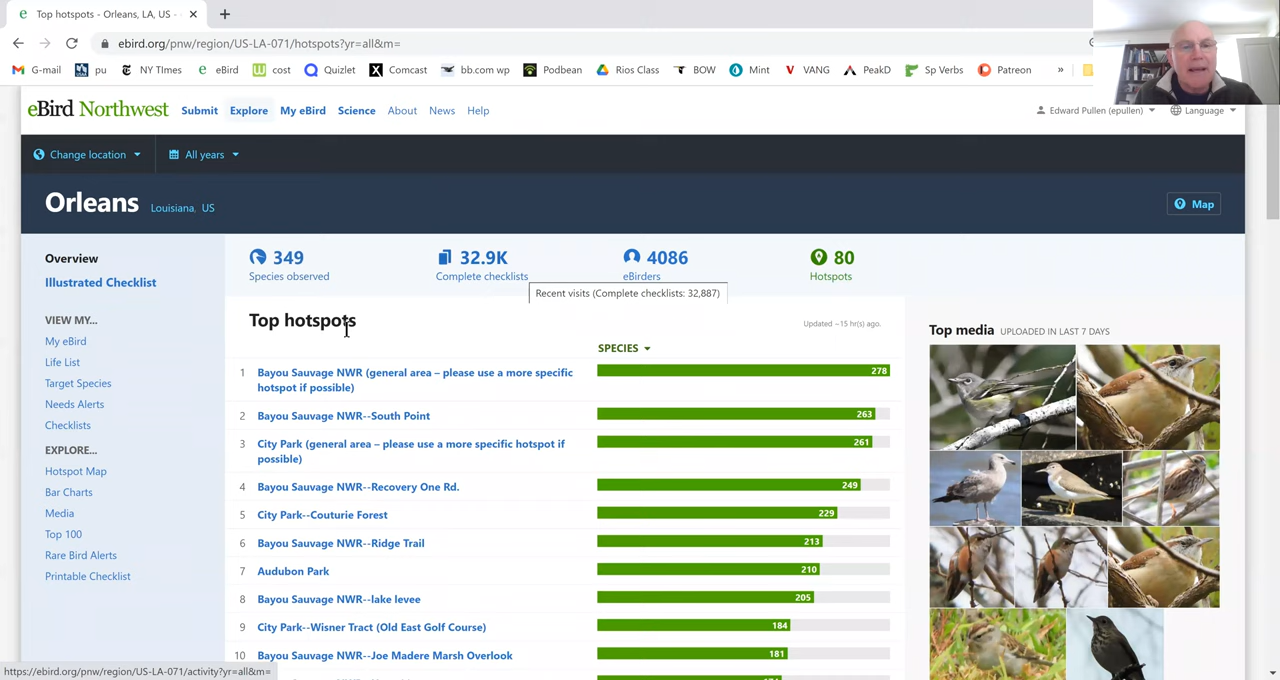 Top hotspots - Orleans, LA, US -
ebird.org/pnw/region/US-LA-071/hotspots?yr=all&m=
G-mail pu NY TImes eBird cost Quizlet Comcast bb.com wp Podbean Rios Class BOW Mint VANG PeakD Sp Verbs Patreon »
eBird Northwest Submit Explore My eBird Science About News Help Edward Pullen (epullen) Language
Change location All years
Orleans Louisiana, US Map
Overview
Illustrated Checklist
VIEW MY...
My eBird
Life List
Target Species
Needs Alerts
Checklists
EXPLORE...
Hotspot Map
Bar Charts
Media
Top 100
Rare Bird Alerts
Printable Checklist
349 32.9K 4086 80
Species observed Complete checklists eBirders Hotspots
Recent visits (Complete checklists: 32,887)
Top hotspots Updated ~15 hr(s) ago.
SPECIES
1 Bayou Sauvage NWR (general area – please use a more specific 278
hotspot if possible)
2 Bayou Sauvage NWR--South Point 263
3 City Park (general area – please use a more specific hotspot if 261
possible)
4 Bayou Sauvage NWR--Recovery One Rd. 249
5 City Park--Couturie Forest 229
6 Bayou Sauvage NWR--Ridge Trail 213
7 Audubon Park 210
8 Bayou Sauvage NWR--lake levee 205
9 City Park--Wisner Tract (Old East Golf Course) 184
10 Bayou Sauvage NWR--Joe Madere Marsh Overlook 181
Top media UPLOADED IN LAST 7 DAYS
https://ebird.org/pnw/region/US-LA-071/activity?yr=all&m=